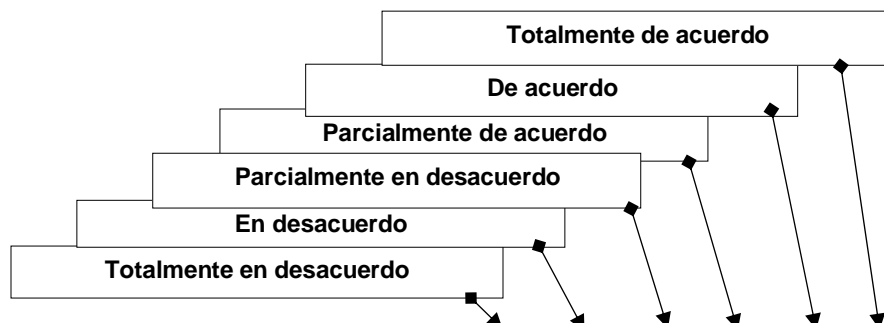 Totalmente de acuerdo
De acuerdo
Parcialmente de acuerdo
Parcialmente en desacuerdo
En desacuerdo
Totalmente en desacuerdo